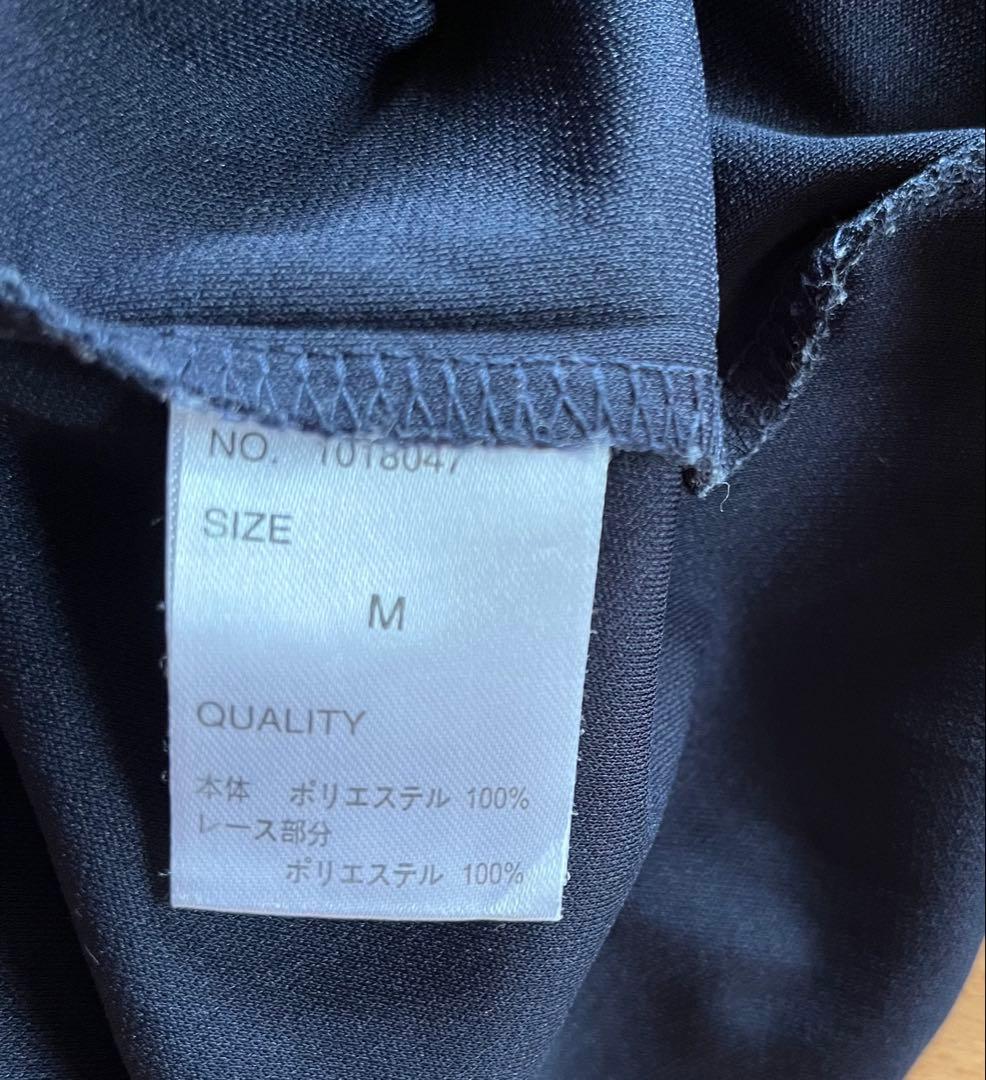 NO. 1018047
SIZE
M
QUALITY
本体 ポリエステル 100%
レース部分
ポリエステル 100%